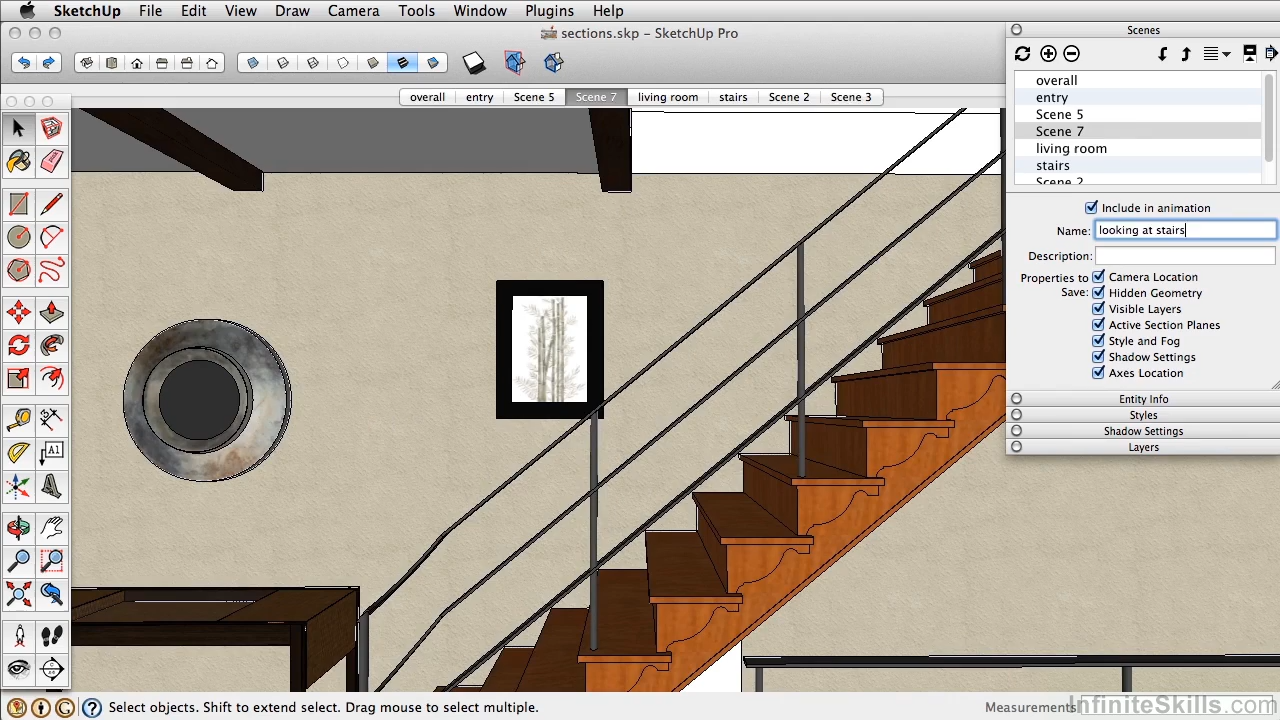 SketchUp File Edit View Draw Camera Tools Window Plugins Help
sections.skp – SketchUp Pro
overall entry Scene 5 Scene 7 living room stairs Scene 2 Scene 3
A1
Scenes
overall
entry
Scene 5
Scene 7
living room
stairs
Scene 2
Include in animation
Name: looking at stairs
Description:
Properties to Save:
Camera Location
Hidden Geometry
Visible Layers
Active Section Planes
Style and Fog
Shadow Settings
Axes Location
Entity Info
Styles
Shadow Settings
Layers
Select objects. Shift to extend select. Drag mouse to select multiple.
Measurements
InfiniteSkills.com